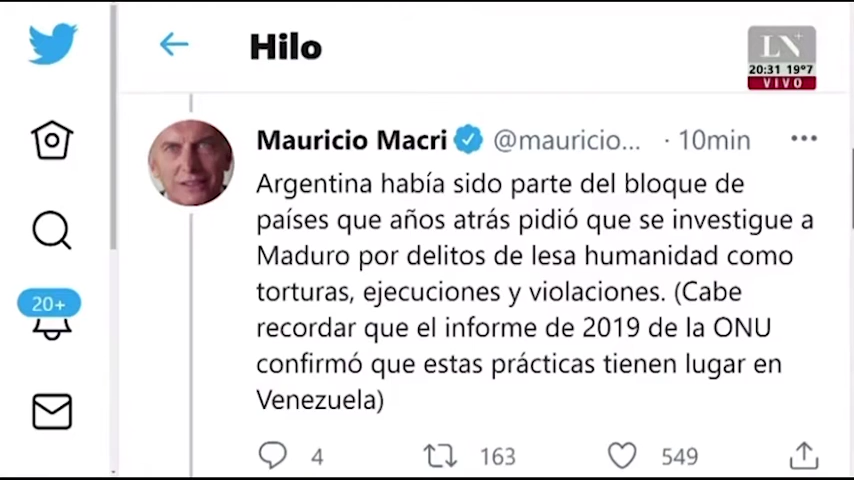 Hilo
LN+
20:31 19°7
VIVO
Mauricio Macri @mauricio... · 10min
Argentina había sido parte del bloque de
países que años atrás pidió que se investigue a
Maduro por delitos de lesa humanidad como
torturas, ejecuciones y violaciones. (Cabe
recordar que el informe de 2019 de la ONU
confirmó que estas prácticas tienen lugar en
Venezuela)
20+
4 163 549